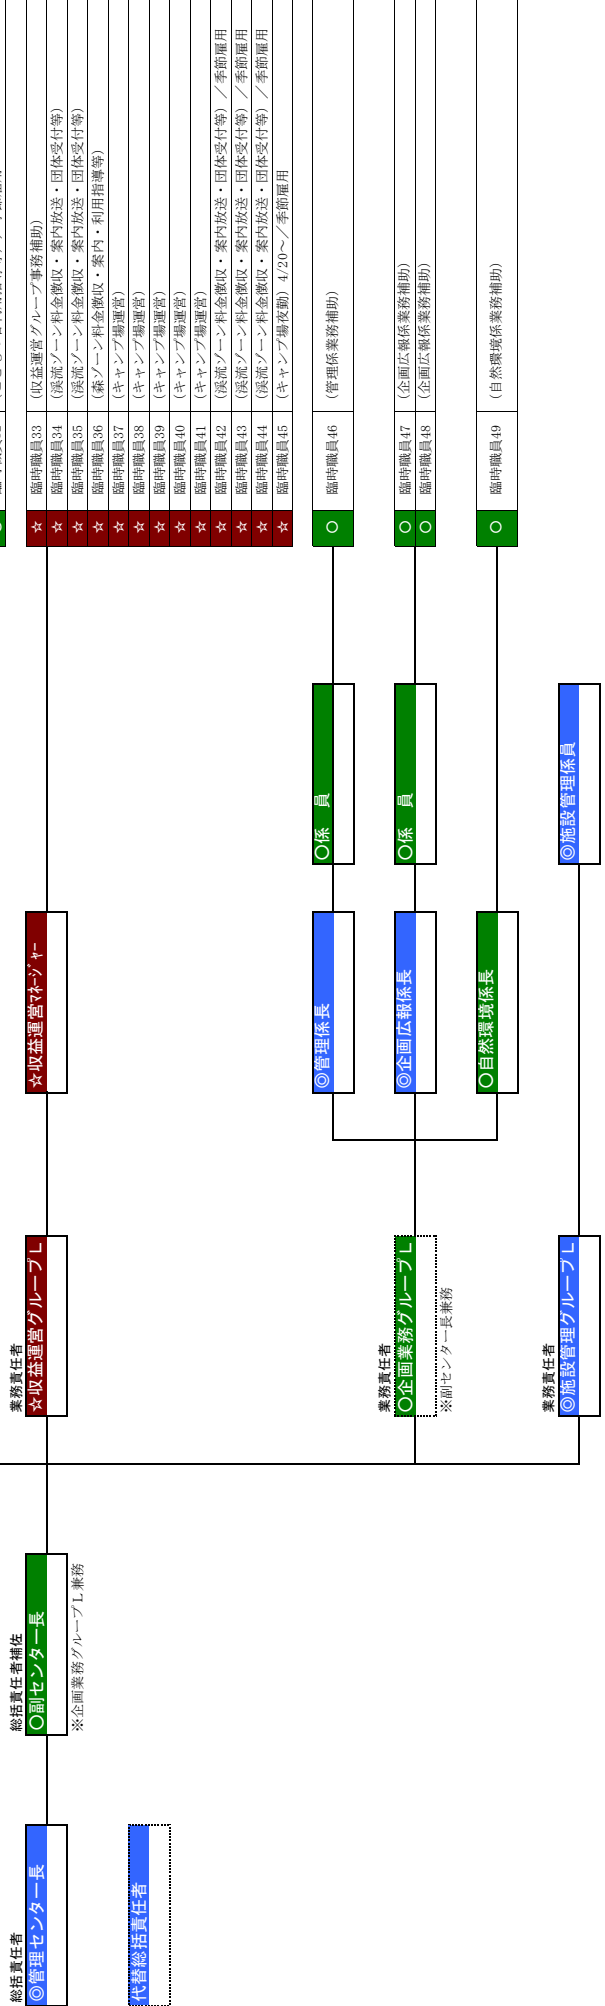 総括責任者
◎管理センター長
代替総括責任者
総括責任者補佐
〇副センター長
※企画業務グループＬ兼務
業務責任者
☆収益運営グループＬ
☆収益運営ﾏﾈｰｼﾞｬｰ
☆ 臨時職員33 （収益運営グループ事務補助）
☆ 臨時職員34 （渓流ゾーン料金徴収・案内放送・団体受付等）
☆ 臨時職員35 （渓流ゾーン料金徴収・案内放送・団体受付等）
☆ 臨時職員36 （森ゾーン料金徴収・案内・利用指導等）
☆ 臨時職員37 （キャンプ場運営）
☆ 臨時職員38 （キャンプ場運営）
☆ 臨時職員39 （キャンプ場運営）
☆ 臨時職員40 （キャンプ場運営）
☆ 臨時職員41 （キャンプ場運営）
☆ 臨時職員42 （渓流ゾーン料金徴収・案内放送・団体受付等）／季節雇用
☆ 臨時職員43 （渓流ゾーン料金徴収・案内放送・団体受付等）／季節雇用
☆ 臨時職員44 （渓流ゾーン料金徴収・案内放送・団体受付等）／季節雇用
☆ 臨時職員45 （キャンプ場夜勤）4/20～／季節雇用
業務責任者
〇企画業務グループＬ
※副センター長兼務
◎管理係長
〇係　員
〇 臨時職員46 （管理係業務補助）
◎企画広報係長
〇係　員
〇 臨時職員47 （企画広報係業務補助）
〇 臨時職員48 （企画広報係業務補助）
〇自然環境係長
〇 臨時職員49 （自然環境係業務補助）
業務責任者
◎施設管理グループＬ
◎施設管理係員